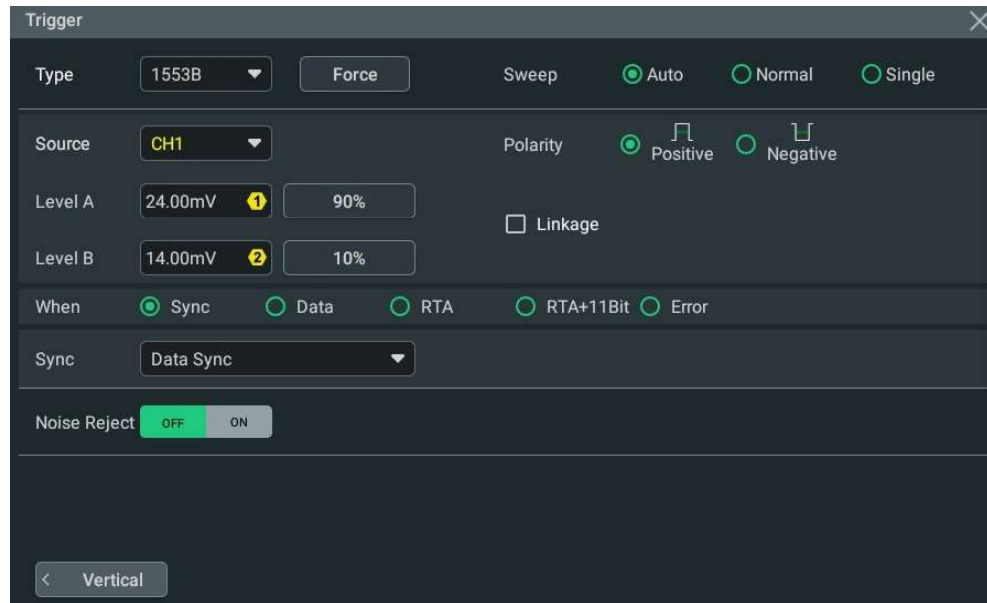 Trigger
Type 1553B Force Sweep Auto Normal Single
Source CH1 Polarity Positive Negative
Level A 24.00mV 1 90%
Linkage
Level B 14.00mV 2 10%
When Sync Data RTA RTA+11Bit Error
Sync Data Sync
Noise Reject OFF ON
< Vertical